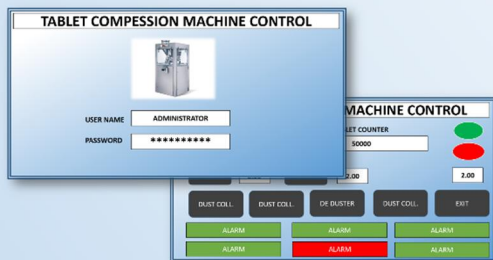 TABLET COMPESSION MACHINE CONTROL
USER NAME
ADMINISTRATOR
PASSWORD
**********
MACHINE CONTROL
LET COUNTER
50000
2.00
2.00
DUST COLL.
DUST COLL.
DE DUSTER
DUST COLL.
EXIT
ALARM
ALARM
ALARM
ALARM
ALARM
ALARM